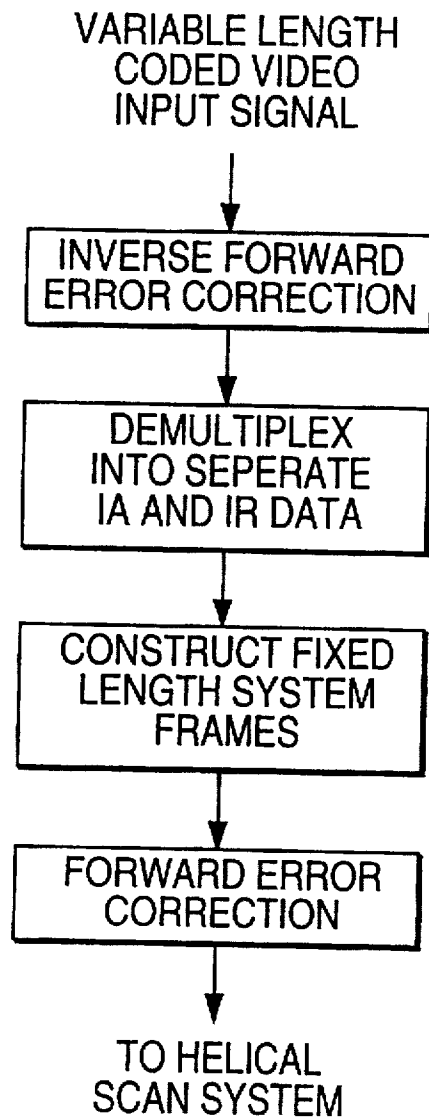 VARIABLE LENGTH
CODED VIDEO
INPUT SIGNAL
INVERSE FORWARD
ERROR CORRECTION
DEMULTIPLEX
INTO SEPERATE
IA AND IR DATA
CONSTRUCT FIXED
LENGTH SYSTEM
FRAMES
FORWARD ERROR
CORRECTION
TO HELICAL
SCAN SYSTEM